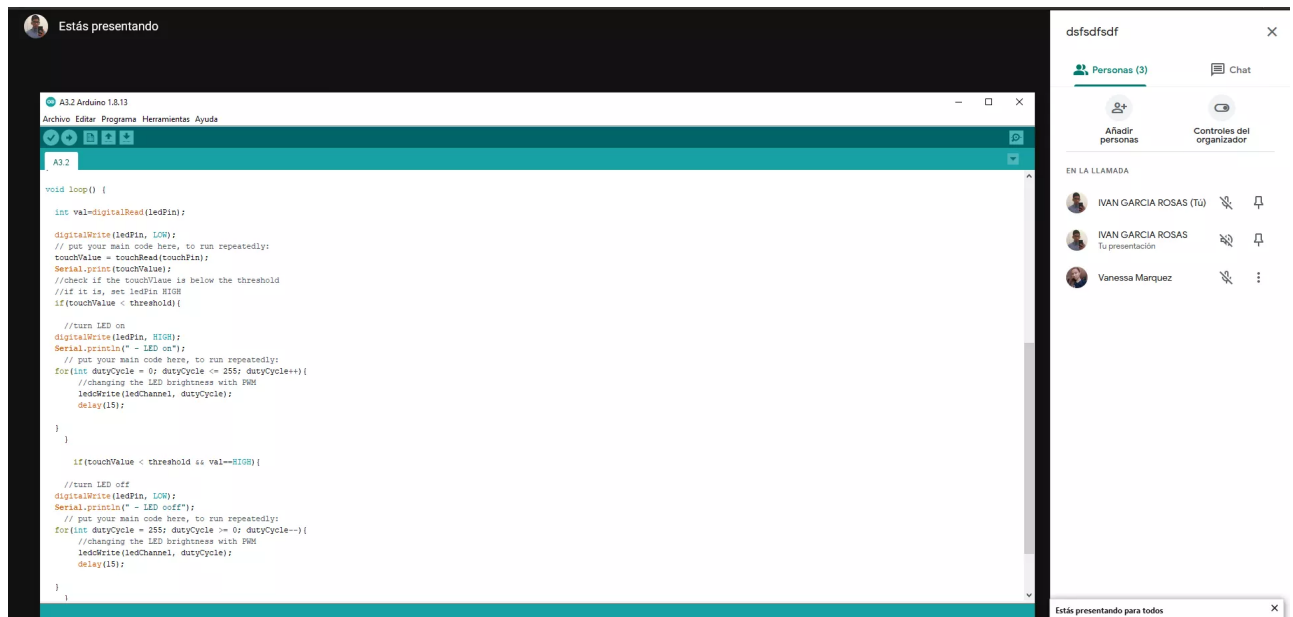 Estás presentando
A3.2 Arduino 1.8.13
Archivo Editar Programa Herramientas Ayuda
A3.2
void loop() {
int val=digitalRead(ledPin);
digitalWrite(ledPin, LOW);
// put your main code here, to run repeatedly:
touchValue = touchRead(touchPin);
Serial.print(touchValue);
//check if the touchVlaue is below the threshold
//if it is, set ledPin HIGH
if(touchValue < threshold){
//turn LED on
digitalWrite(ledPin, HIGH);
Serial.println(" - LED on");
// put your main code here, to run repeatedly:
for(int dutyCycle = 0; dutyCycle <= 255; dutyCycle++){
//changing the LED brightness with PWM
ledcWrite(ledChannel, dutyCycle);
delay(15);
}
}
if(touchValue < threshold && val==HIGH){
//turn LED off
digitalWrite(ledPin, LOW);
Serial.println(" - LED ooff");
// put your main code here, to run repeatedly:
for(int dutyCycle = 255; dutyCycle >= 0; dutyCycle--){
//changing the LED brightness with PWM
ledcWrite(ledChannel, dutyCycle);
delay(15);
}
}
dsfsdfsdf
Personas (3)
Chat
Añadir personas
Controles del organizador
EN LA LLAMADA
IVAN GARCIA ROSAS (Tú)
IVAN GARCIA ROSAS
Tu presentación
Vanessa Marquez
Estás presentando para todos